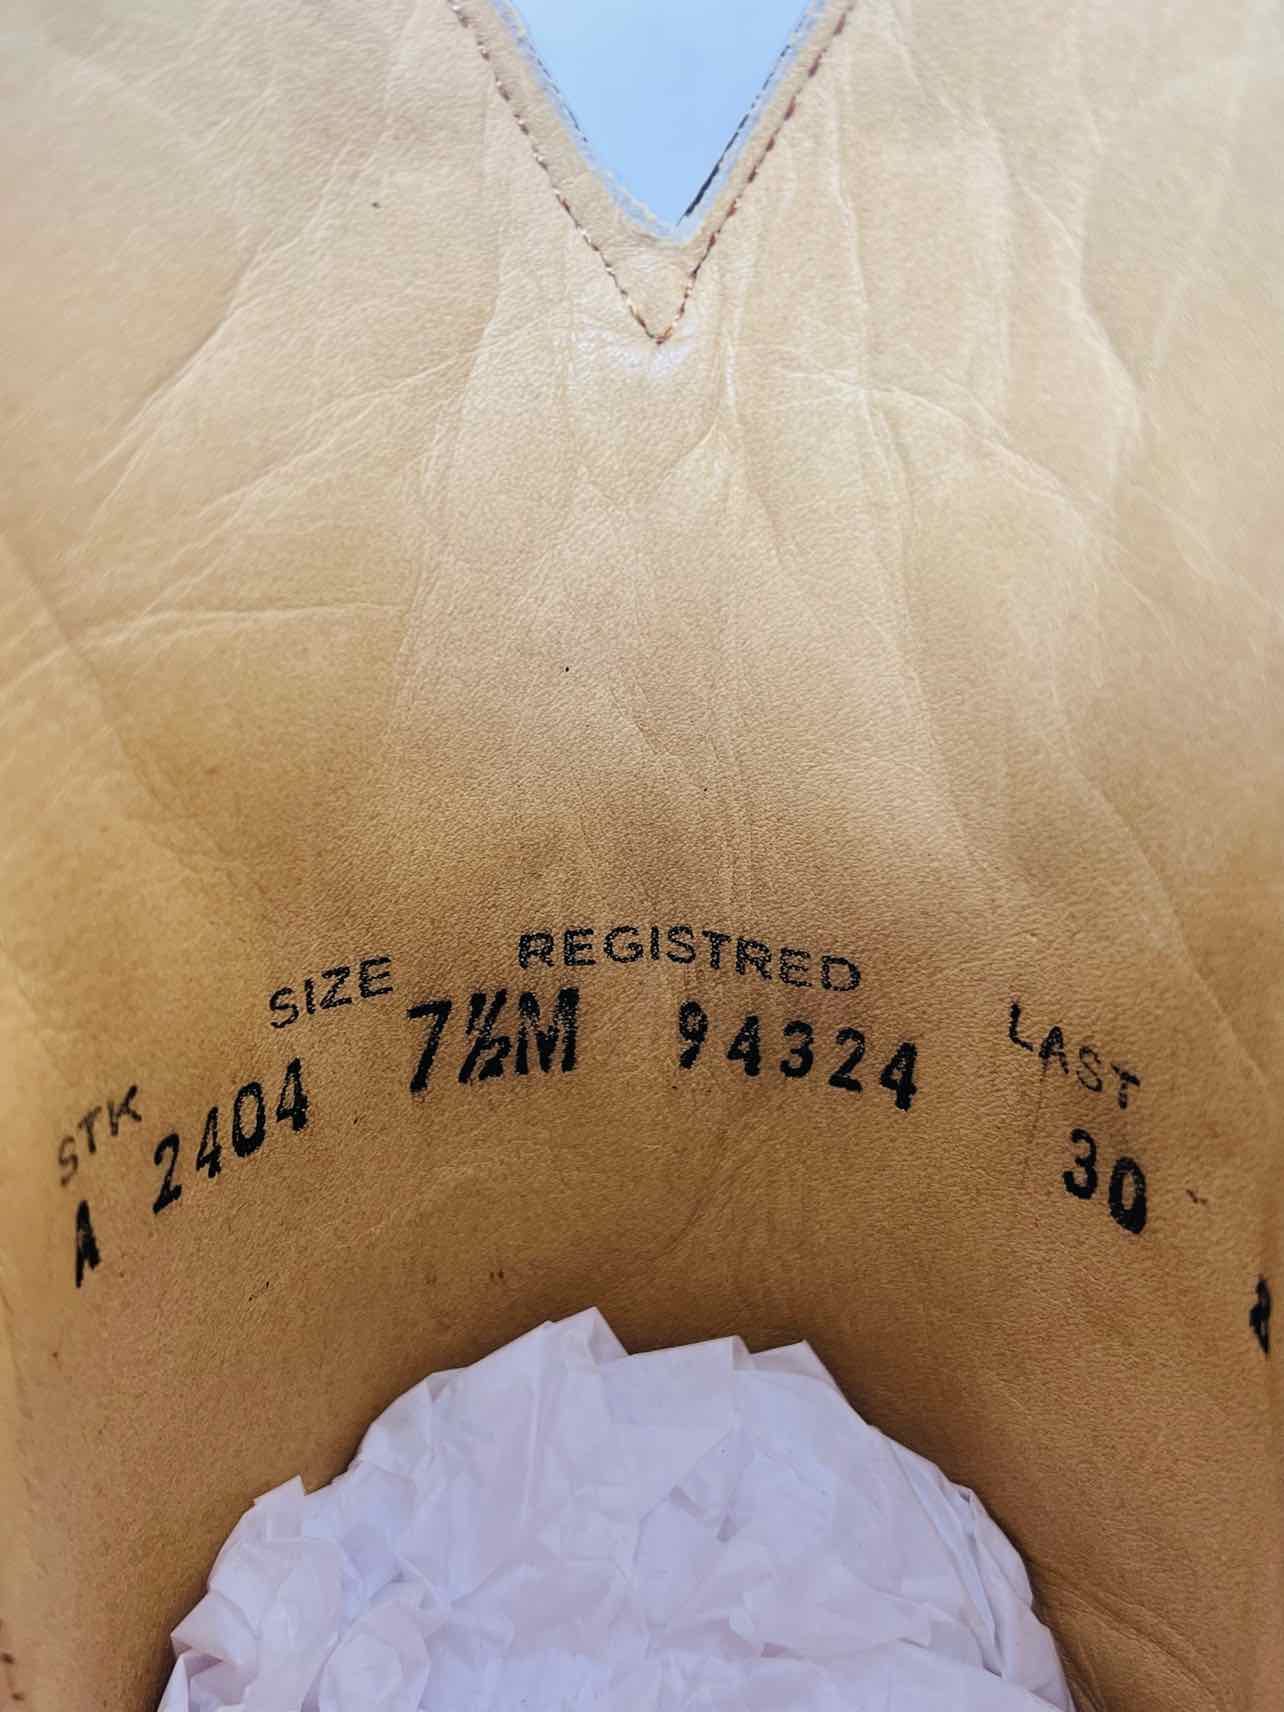 STK SIZE REGISTRED LAST
A 2404 7½M 94324 30